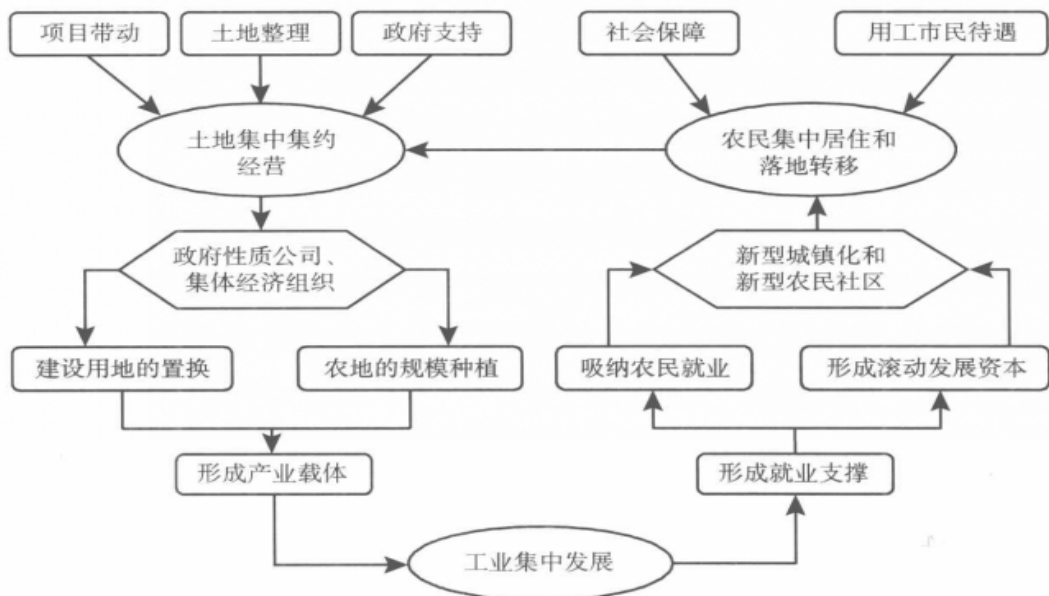 项目带动
土地整理
政府支持
社会保障
用工市民待遇
土地集中集约
经营
农民集中居住和
落地转移
政府性质公司、
集体经济组织
新型城镇化和
新型农民社区
建设用地的置换
农地的规模种植
吸纳农民就业
形成滚动发展资本
形成产业载体
形成就业支撑
工业集中发展